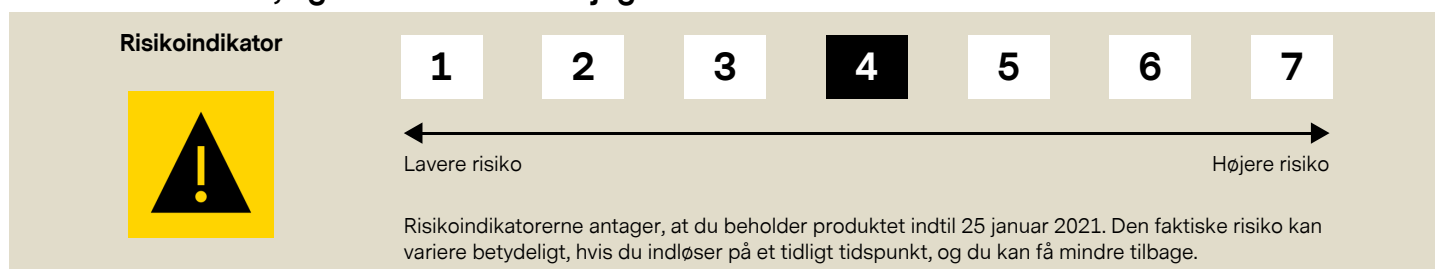 Risikoindikator
1 2 3 4 5 6 7
Lavere risiko Højere risiko
Risikoindikatorerne antager, at du beholder produktet indtil 25 januar 2021. Den faktiske risiko kan
variere betydeligt, hvis du indløser på et tidligt tidspunkt, og du kan få mindre tilbage.